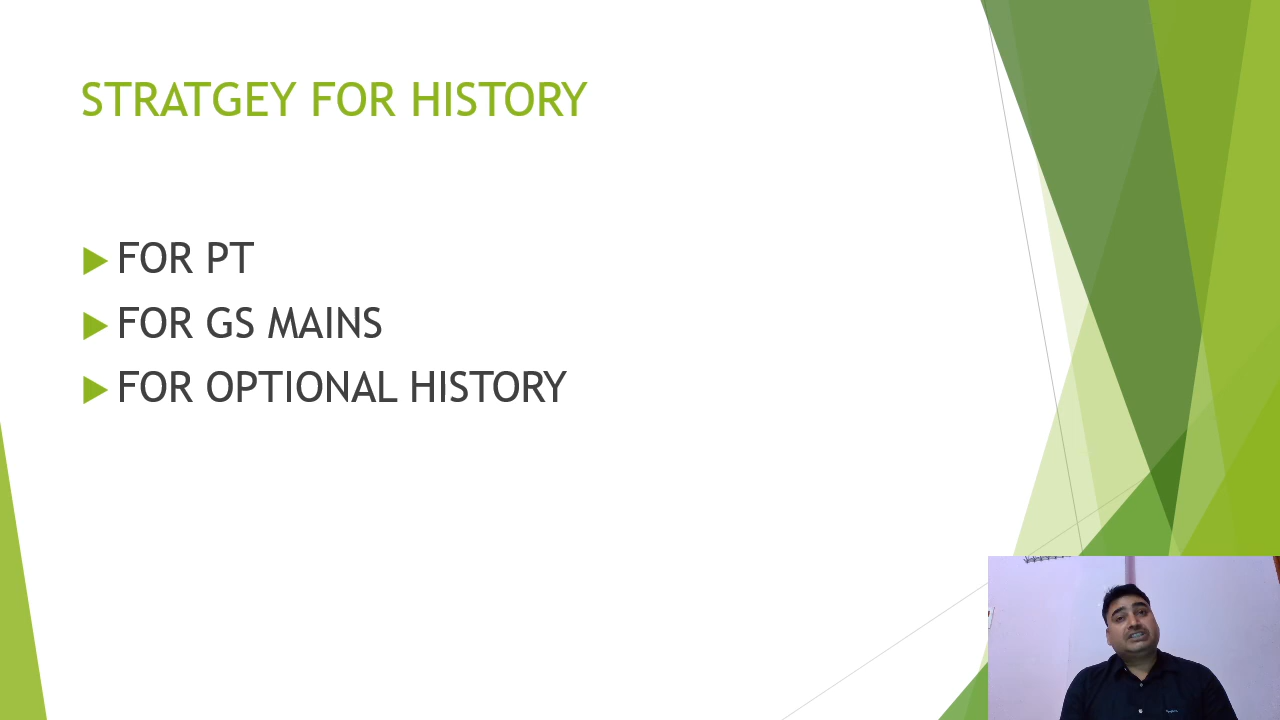 STRATGEY FOR HISTORY
FOR PT
FOR GS MAINS
FOR OPTIONAL HISTORY